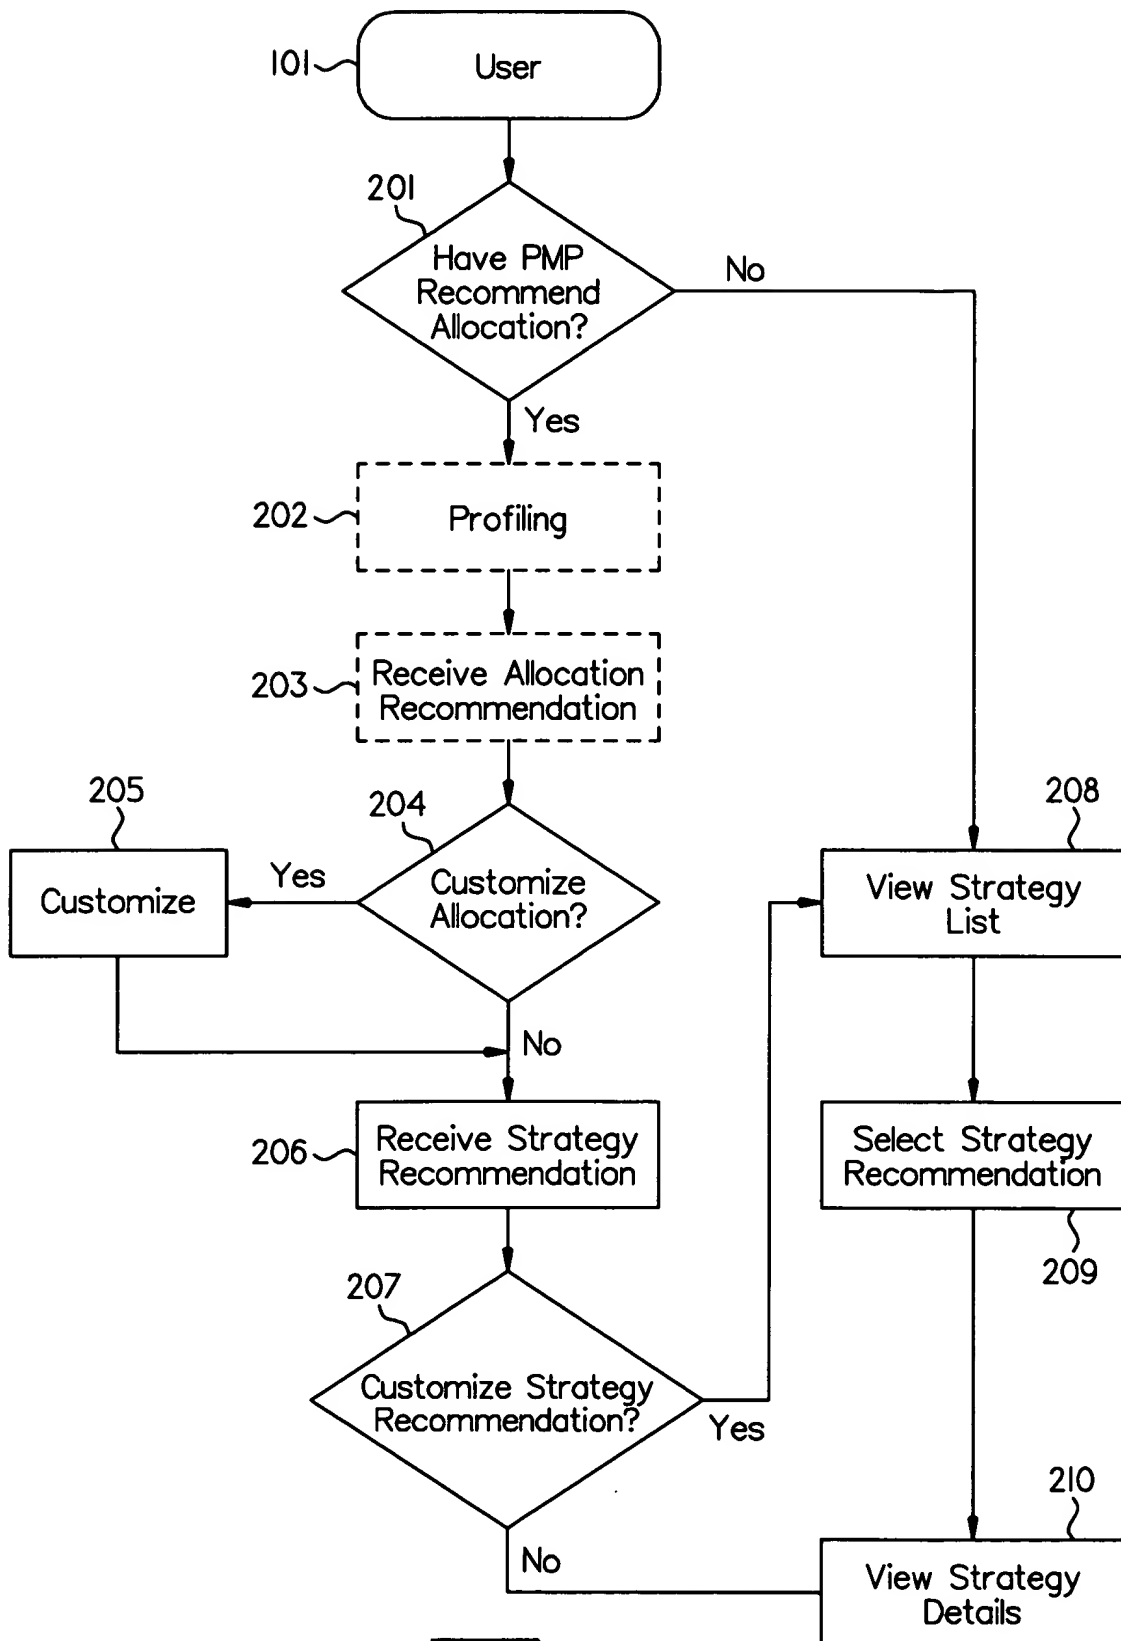 101
User
201
Have PMP
Recommend
Allocation?
No
Yes
202
Profiling
203
Receive Allocation
Recommendation
205
204
208
Customize
Yes
Customize
Allocation?
View Strategy
List
No
206
Receive Strategy
Recommendation
Select Strategy
Recommendation
209
207
Customize Strategy
Recommendation?
Yes
210
No
View Strategy
Details